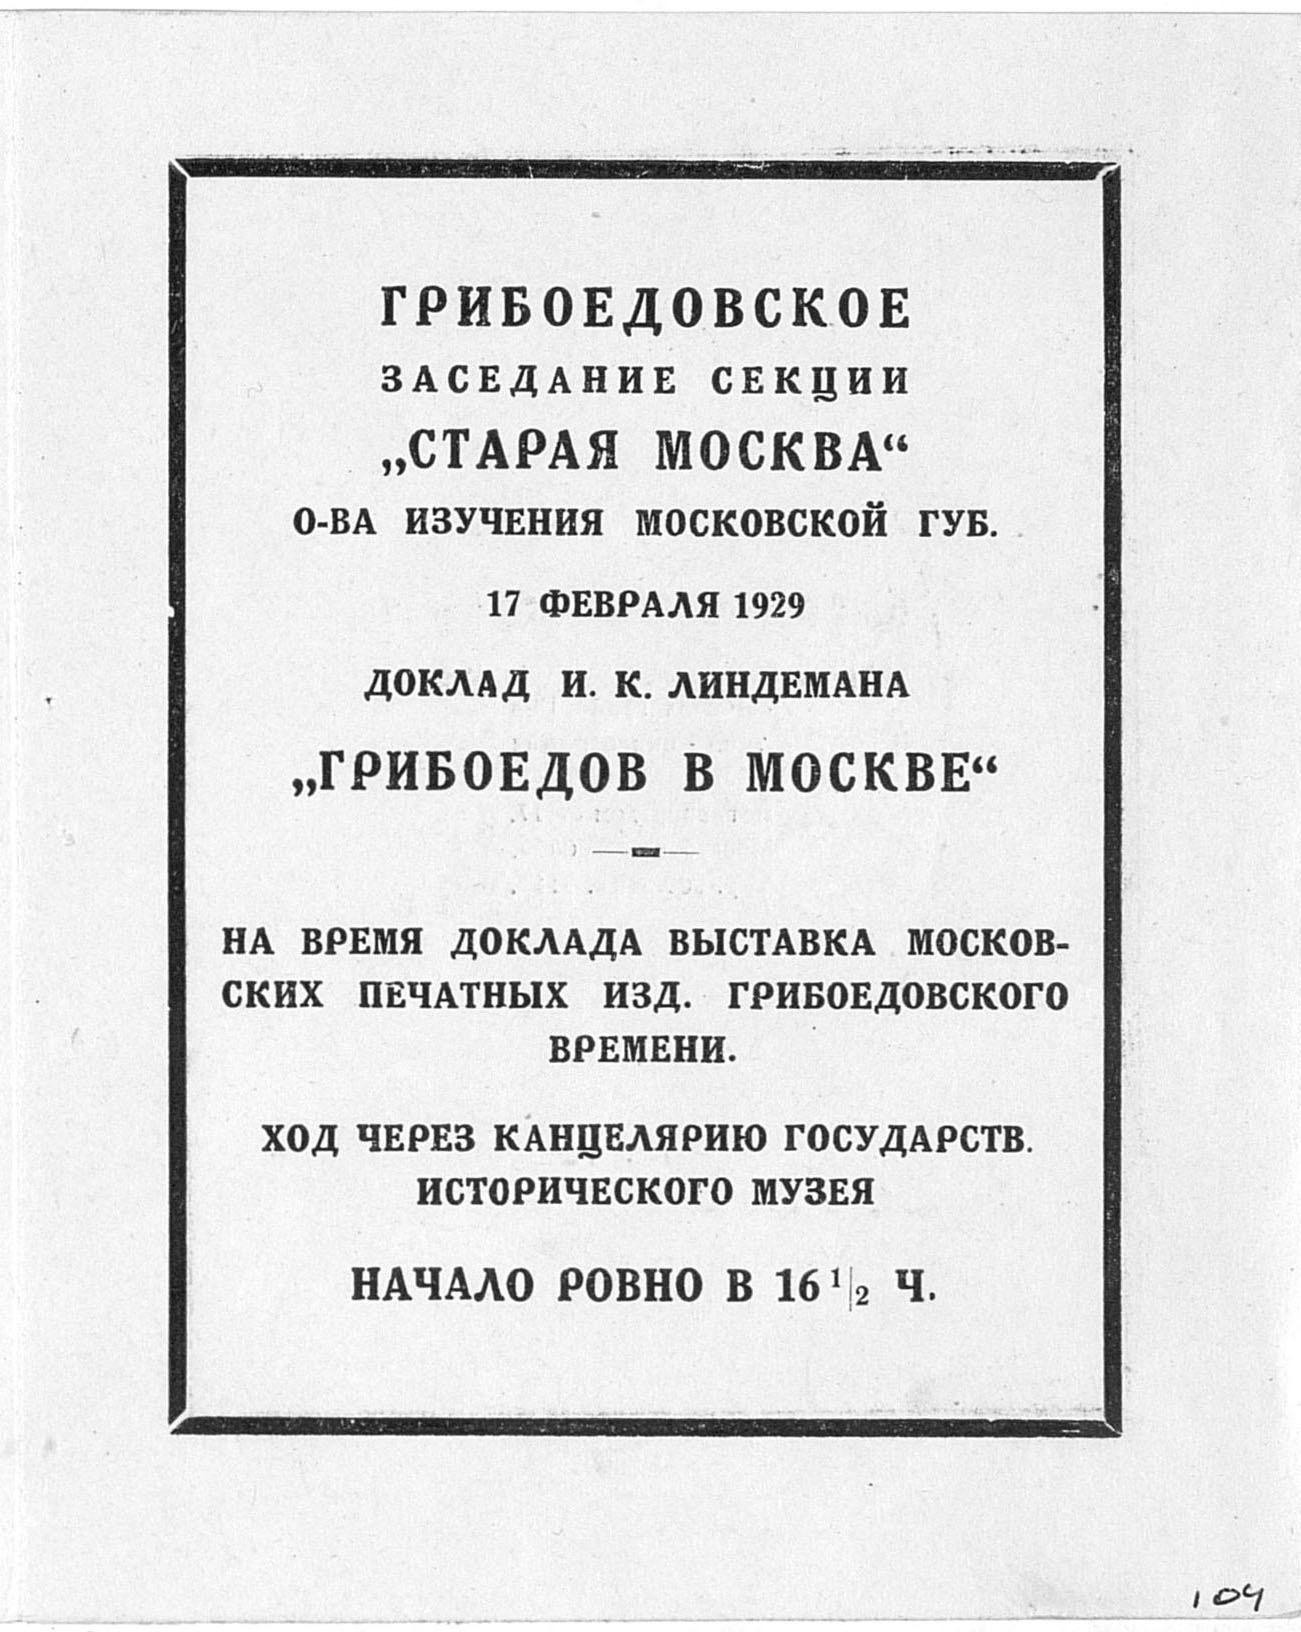 ГРИБОЕДОВСКОЕ
ЗАСЕДАНИЕ СЕКЦИИ
„СТАРАЯ МОСКВА“
О-ВА ИЗУЧЕНИЯ МОСКОВСКОЙ ГУБ.
17 ФЕВРАЛЯ 1929
ДОКЛАД И. К. ЛИНДЕМАНА
„ГРИБОЕДОВ В МОСКВЕ“
НА ВРЕМЯ ДОКЛАДА ВЫСТАВКА МОСКОВ-
СКИХ ПЕЧАТНЫХ ИЗД. ГРИБОЕДОВСКОГО
ВРЕМЕНИ.
ХОД ЧЕРЕЗ КАНЦЕЛЯРИЮ ГОСУДАРСТВ.
ИСТОРИЧЕСКОГО МУЗЕЯ
НАЧАЛО РОВНО В 16 1/2 Ч.
104